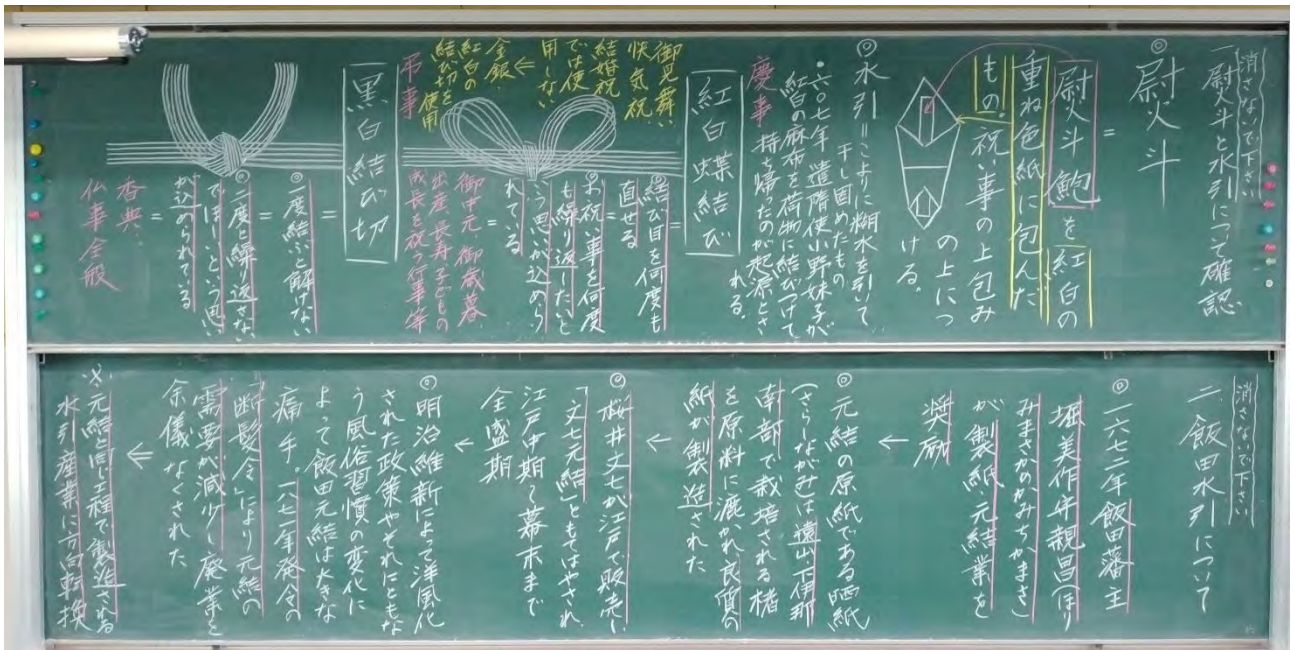 消さないで下さい
一尉火斗と水引について確認
◎尉火斗
=
尉熨斗鮑を紅白の
重ね色紙に包んだ
もの。祝い事の上包み
の上につ
ける。
◎水引=こよりに糊水を引いて、
干し固めたもの
・六〇七年 遣隋使小野妹子が
紅白の麻布を荷物に結びつけて
持ち帰ったのが起源とさ
れる。
慶事
紅白蝶結び
=
結び目を何度も
直せる
=
お祝い事を何度
も繰り返したいと
いう思いが込めら
れている
=
御中元・御歳暮、
出産・長寿・子どもの
成長を祝う行事等
御見舞い、
快気祝、
結婚祝
では使
用しない
←
金銀、
紅白の
結び切を
使用
弔事
黒白結び切
=
一度結ぶと解けない
=
◎二度と繰り返さない
でほしいという思い
が込められている
=
香典、
仏事全般
消さないで下さい
二、飯田水引について
◎一六七二年飯田藩主
堀美作守親昌(ほり
みまさかのかみちかまさ)
が製紙、元結業を
奨励
←
◎元結の原紙である晒紙
(さらしながみ)は遠山、下伊那
南部で栽培される楮
を原料に漉かれ良質の
紙が製造された
←
◎桜井文七が江戸で販売し
「文七元結」ともてはやされ、
江戸中期〜幕末まで
全盛期
←
◎明治維新によって洋風化
された政策やそれにともな
う風俗習慣の変化に
よって飯田元結は大きな
痛手。一八七一年発令の
「断髪令」により元結の
需要が減少し廃業を
余儀なくされた
⇐
※元結と同じ工程で製造される
水引産業に方向転換